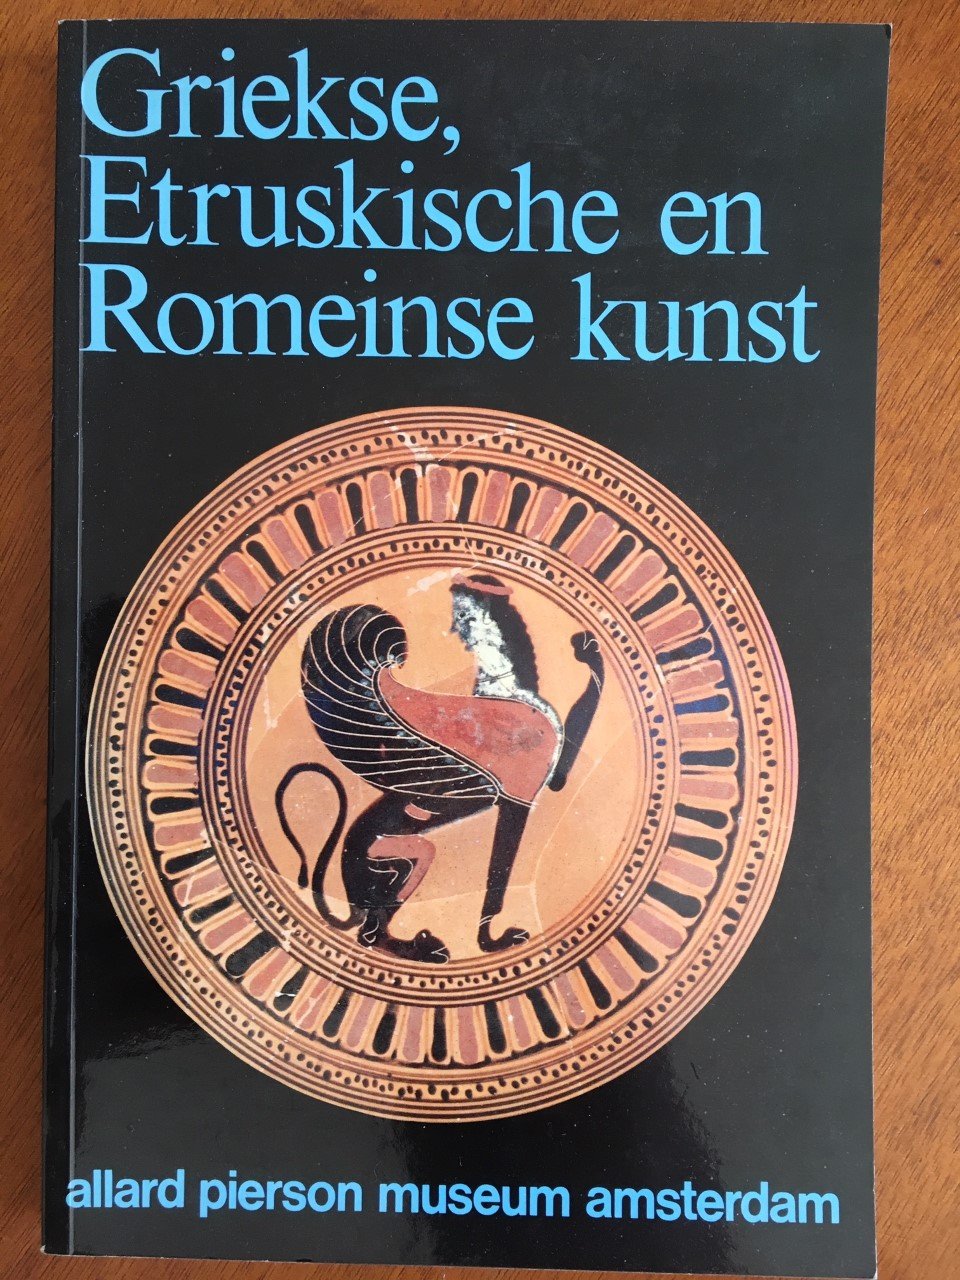 Griekse,
Etruskische en
Romeinse kunst
allard pierson museum amsterdam